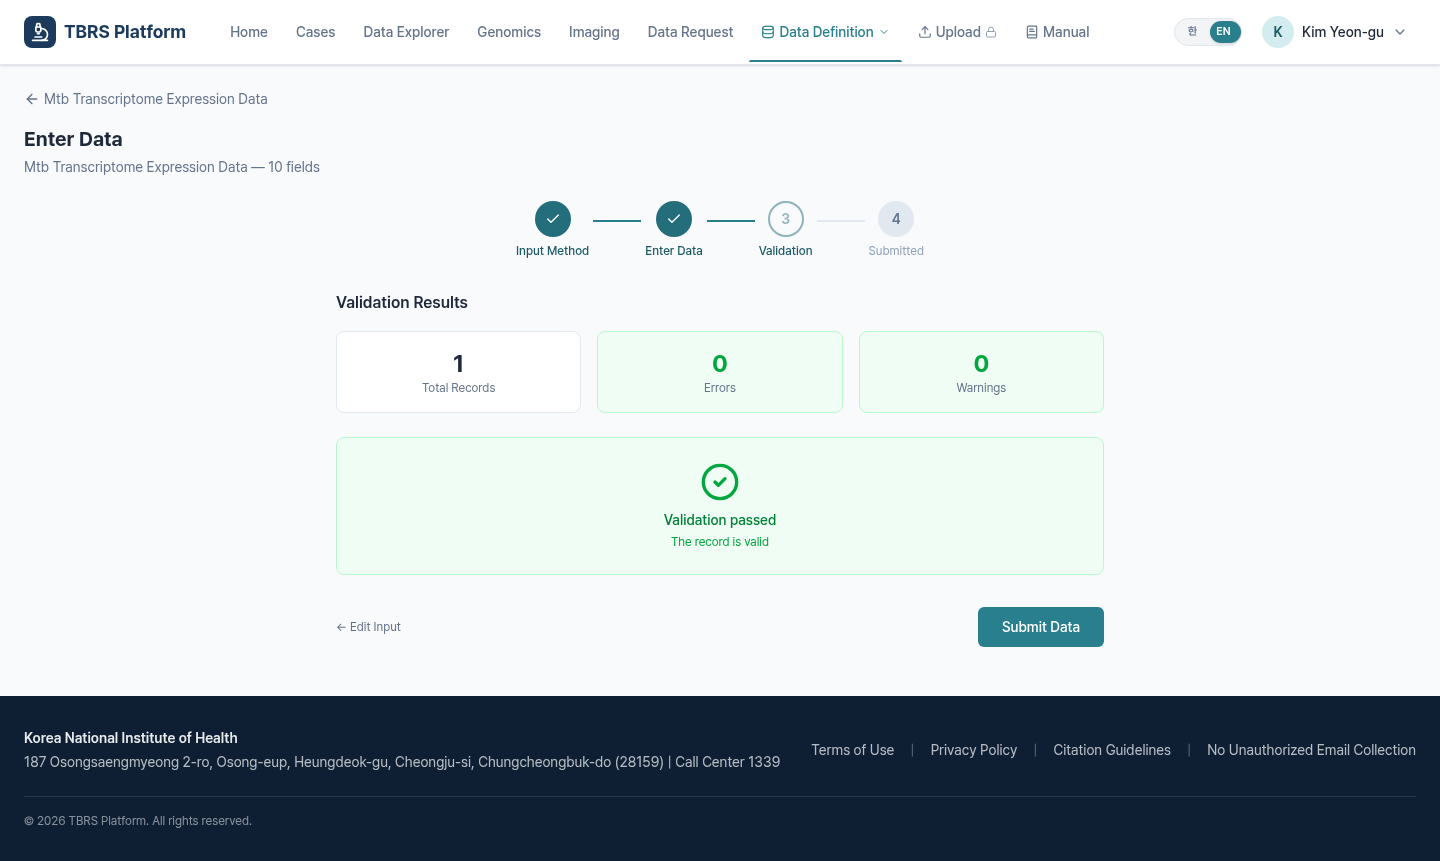 TBRS Platform
Home
Cases
Data Explorer
Genomics
Imaging
Data Request
Data Definition
Upload
Manual
한
EN
K
Kim Yeon-gu
← Mtb Transcriptome Expression Data
Enter Data
Mtb Transcriptome Expression Data — 10 fields
3
4
Input Method
Enter Data
Validation
Submitted
Validation Results
1
Total Records
0
Errors
0
Warnings
Validation passed
The record is valid
← Edit Input
Submit Data
Korea National Institute of Health
187 Osongsaengmyeong 2-ro, Osong-eup, Heungdeok-gu, Cheongju-si, Chungcheongbuk-do (28159) | Call Center 1339
Terms of Use | Privacy Policy | Citation Guidelines | No Unauthorized Email Collection
© 2026 TBRS Platform. All rights reserved.